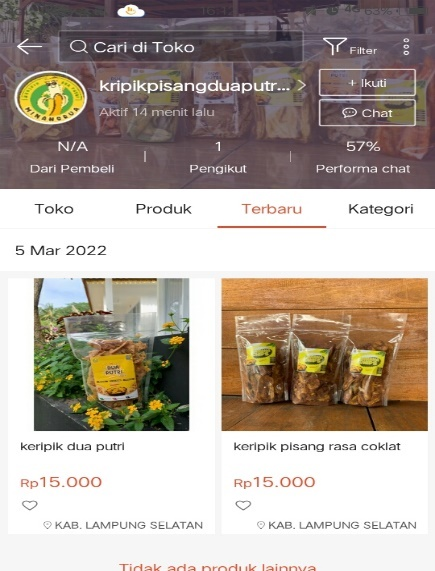 Cari di Toko
Filter
kripikpisangduaputr...
+ Ikuti
Aktif 14 menit lalu
Chat
N/A
1
57%
Dari Pembeli
Pengikut
Performa chat
Toko
Produk
Terbaru
Kategori
5 Mar 2022
PUTRI
keripik dua putri
keripik pisang rasa coklat
Rp15.000
Rp15.000
KAB. LAMPUNG SELATAN
KAB. LAMPUNG SELATAN
Tidak ada produk lainnya